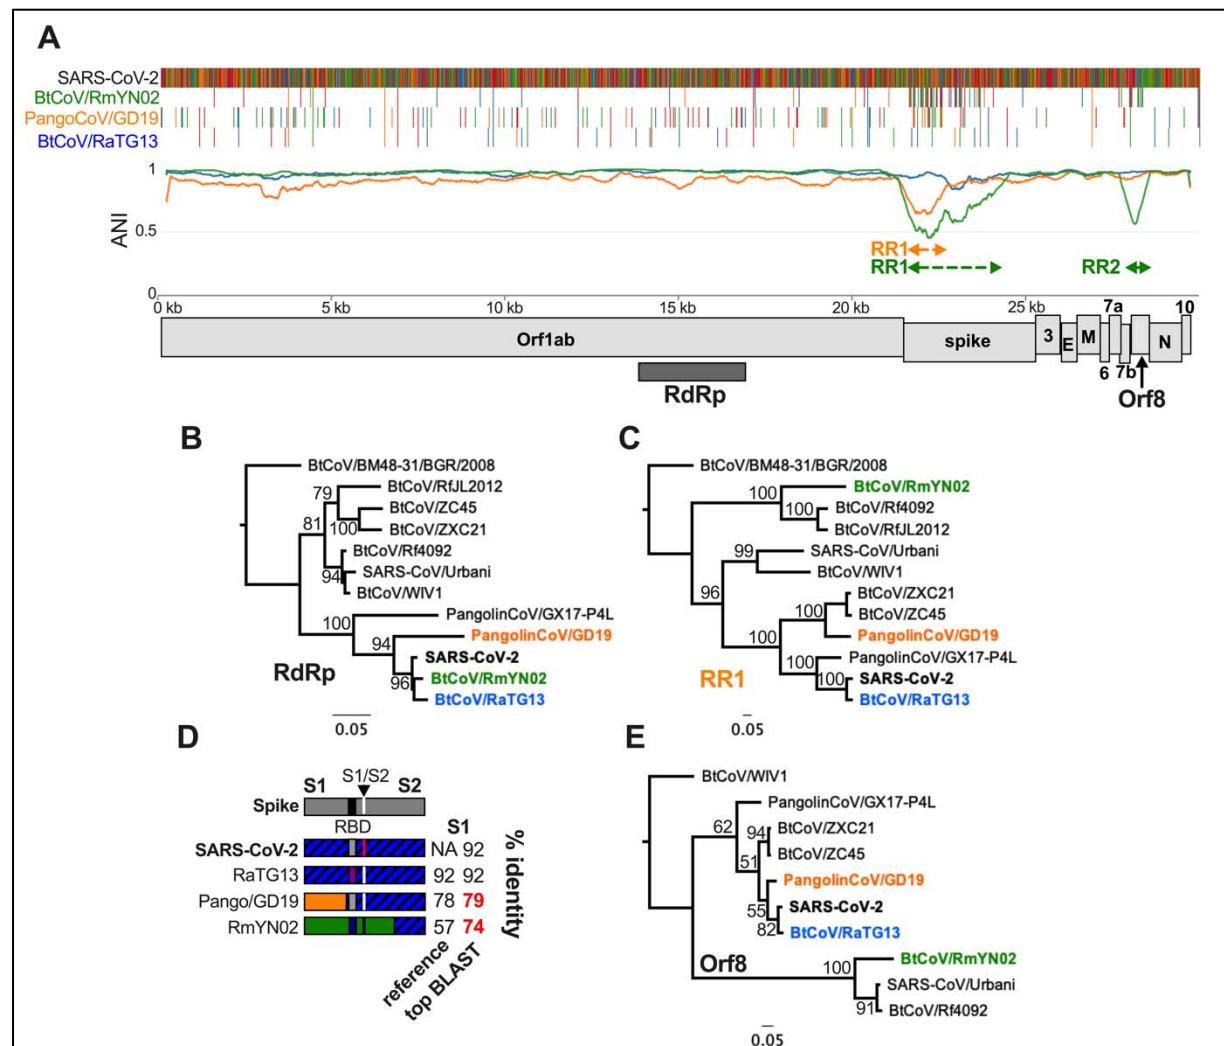 A
SARS-CoV-2
BtCoV/RmYN02
PangoCoV/GD19
BtCoV/RaTG13
1
ANI
0.5
RR1
RR1
RR2
0
0 kb
5 kb
10 kb
15 kb
20 kb
25 kb
7a
10
Orf1ab
spike
3
E
M
6
7b
N
RdRp
Orf8
B
BtCoV/BM48-31/BGR/2008
79
BtCoV/RfJL2012
BtCoV/ZC45
81
100
BtCoV/ZXC21
BtCoV/Rf4092
94
SARS-CoV/Urbani
BtCoV/WIV1
100
PangolinCoV/GX17-P4L
94
PangolinCoV/GD19
SARS-CoV-2
96
BtCoV/RmYN02
BtCoV/RaTG13
RdRp
0.05
C
BtCoV/BM48-31/BGR/2008
100
BtCoV/RmYN02
100
BtCoV/Rf4092
BtCoV/RfJL2012
99
SARS-CoV/Urbani
BtCoV/WIV1
96
BtCoV/ZXC21
100
BtCoV/ZC45
100
PangolinCoV/GD19
100
PangolinCoV/GX17-P4L
100
SARS-CoV-2
BtCoV/RaTG13
RR1
0.05
D
S1 S1/S2 S2
Spike
RBD
S1
SARS-CoV-2 NA 92
RaTG13 92 92
Pango/GD19 78 79
RmYN02 57 74
% identity
reference
top BLAST
E
BtCoV/WIV1
PangolinCoV/GX17-P4L
62
94
BtCoV/ZXC21
BtCoV/ZC45
51
PangolinCoV/GD19
55
SARS-CoV-2
82
BtCoV/RaTG13
Orf8
100
BtCoV/RmYN02
SARS-CoV/Urbani
91
BtCoV/Rf4092
0.05